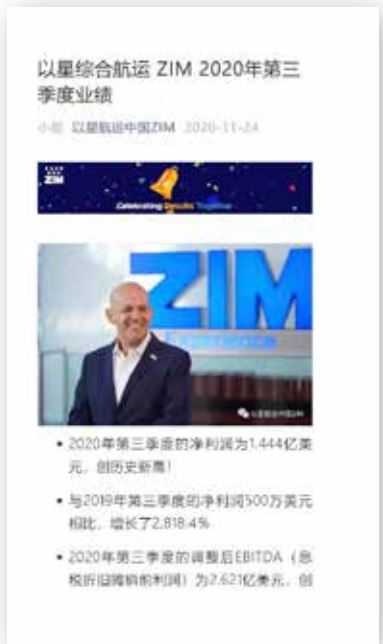 以星综合航运 ZIM 2020年第三
季度业绩
小编 以星航运中国ZIM 2020-11-24
ZIM
Celebrating Results Together
ZIM
Experience
以星航运中国ZIM
• 2020年第三季度的净利润为1.444亿美
元，创历史新高！
• 与2019年第三季度的净利润500万美元
相比，增长了2,818.4%
• 2020年第三季度的调整后EBITDA（息
税折旧摊销前利润）为2.621亿美元，创